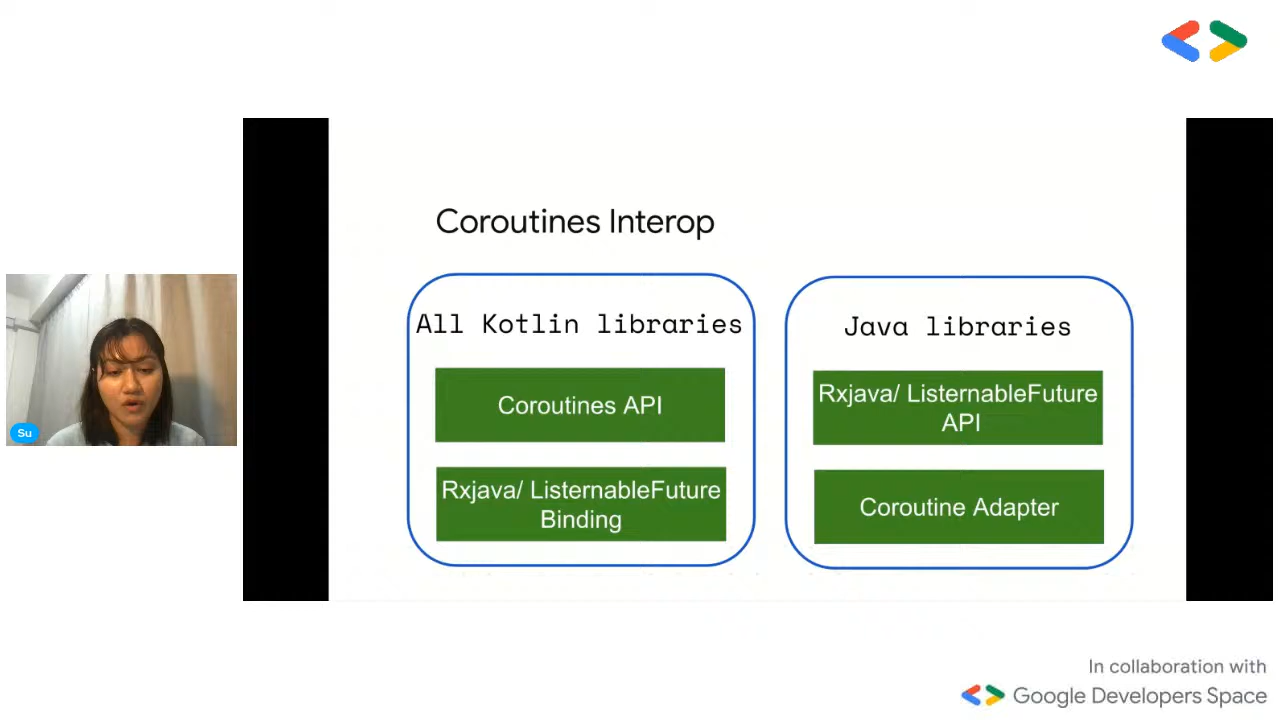 Coroutines Interop
All Kotlin libraries
Coroutines API
Rxjava/ ListernableFuture
Binding
Java libraries
Rxjava/ ListernableFuture
API
Coroutine Adapter
Su
In collaboration with
Google Developers Space